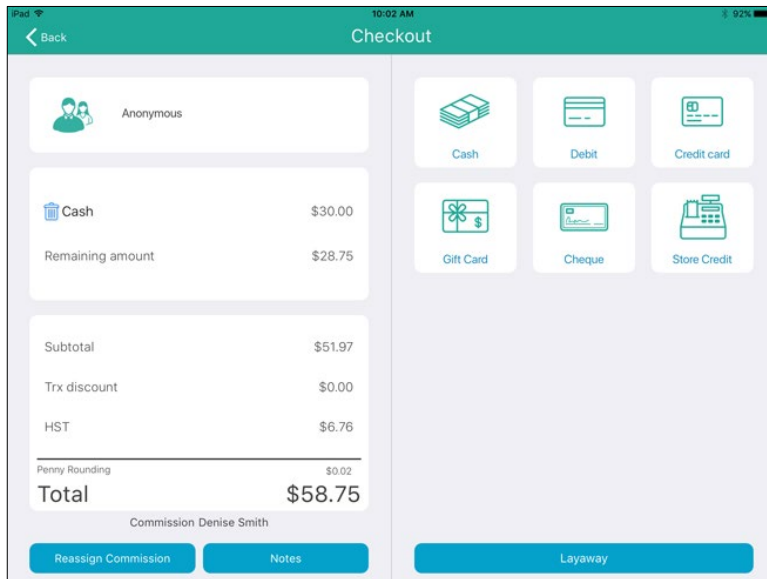 iPad 10:02 AM 92%
Back Checkout
Anonymous
Cash $30.00
Remaining amount $28.75
Subtotal $51.97
Trx discount $0.00
HST $6.76
Penny Rounding $0.02
Total $58.75
Commission Denise Smith
Reassign Commission Notes
Cash Debit Credit card
Gift Card Cheque Store Credit
Layaway